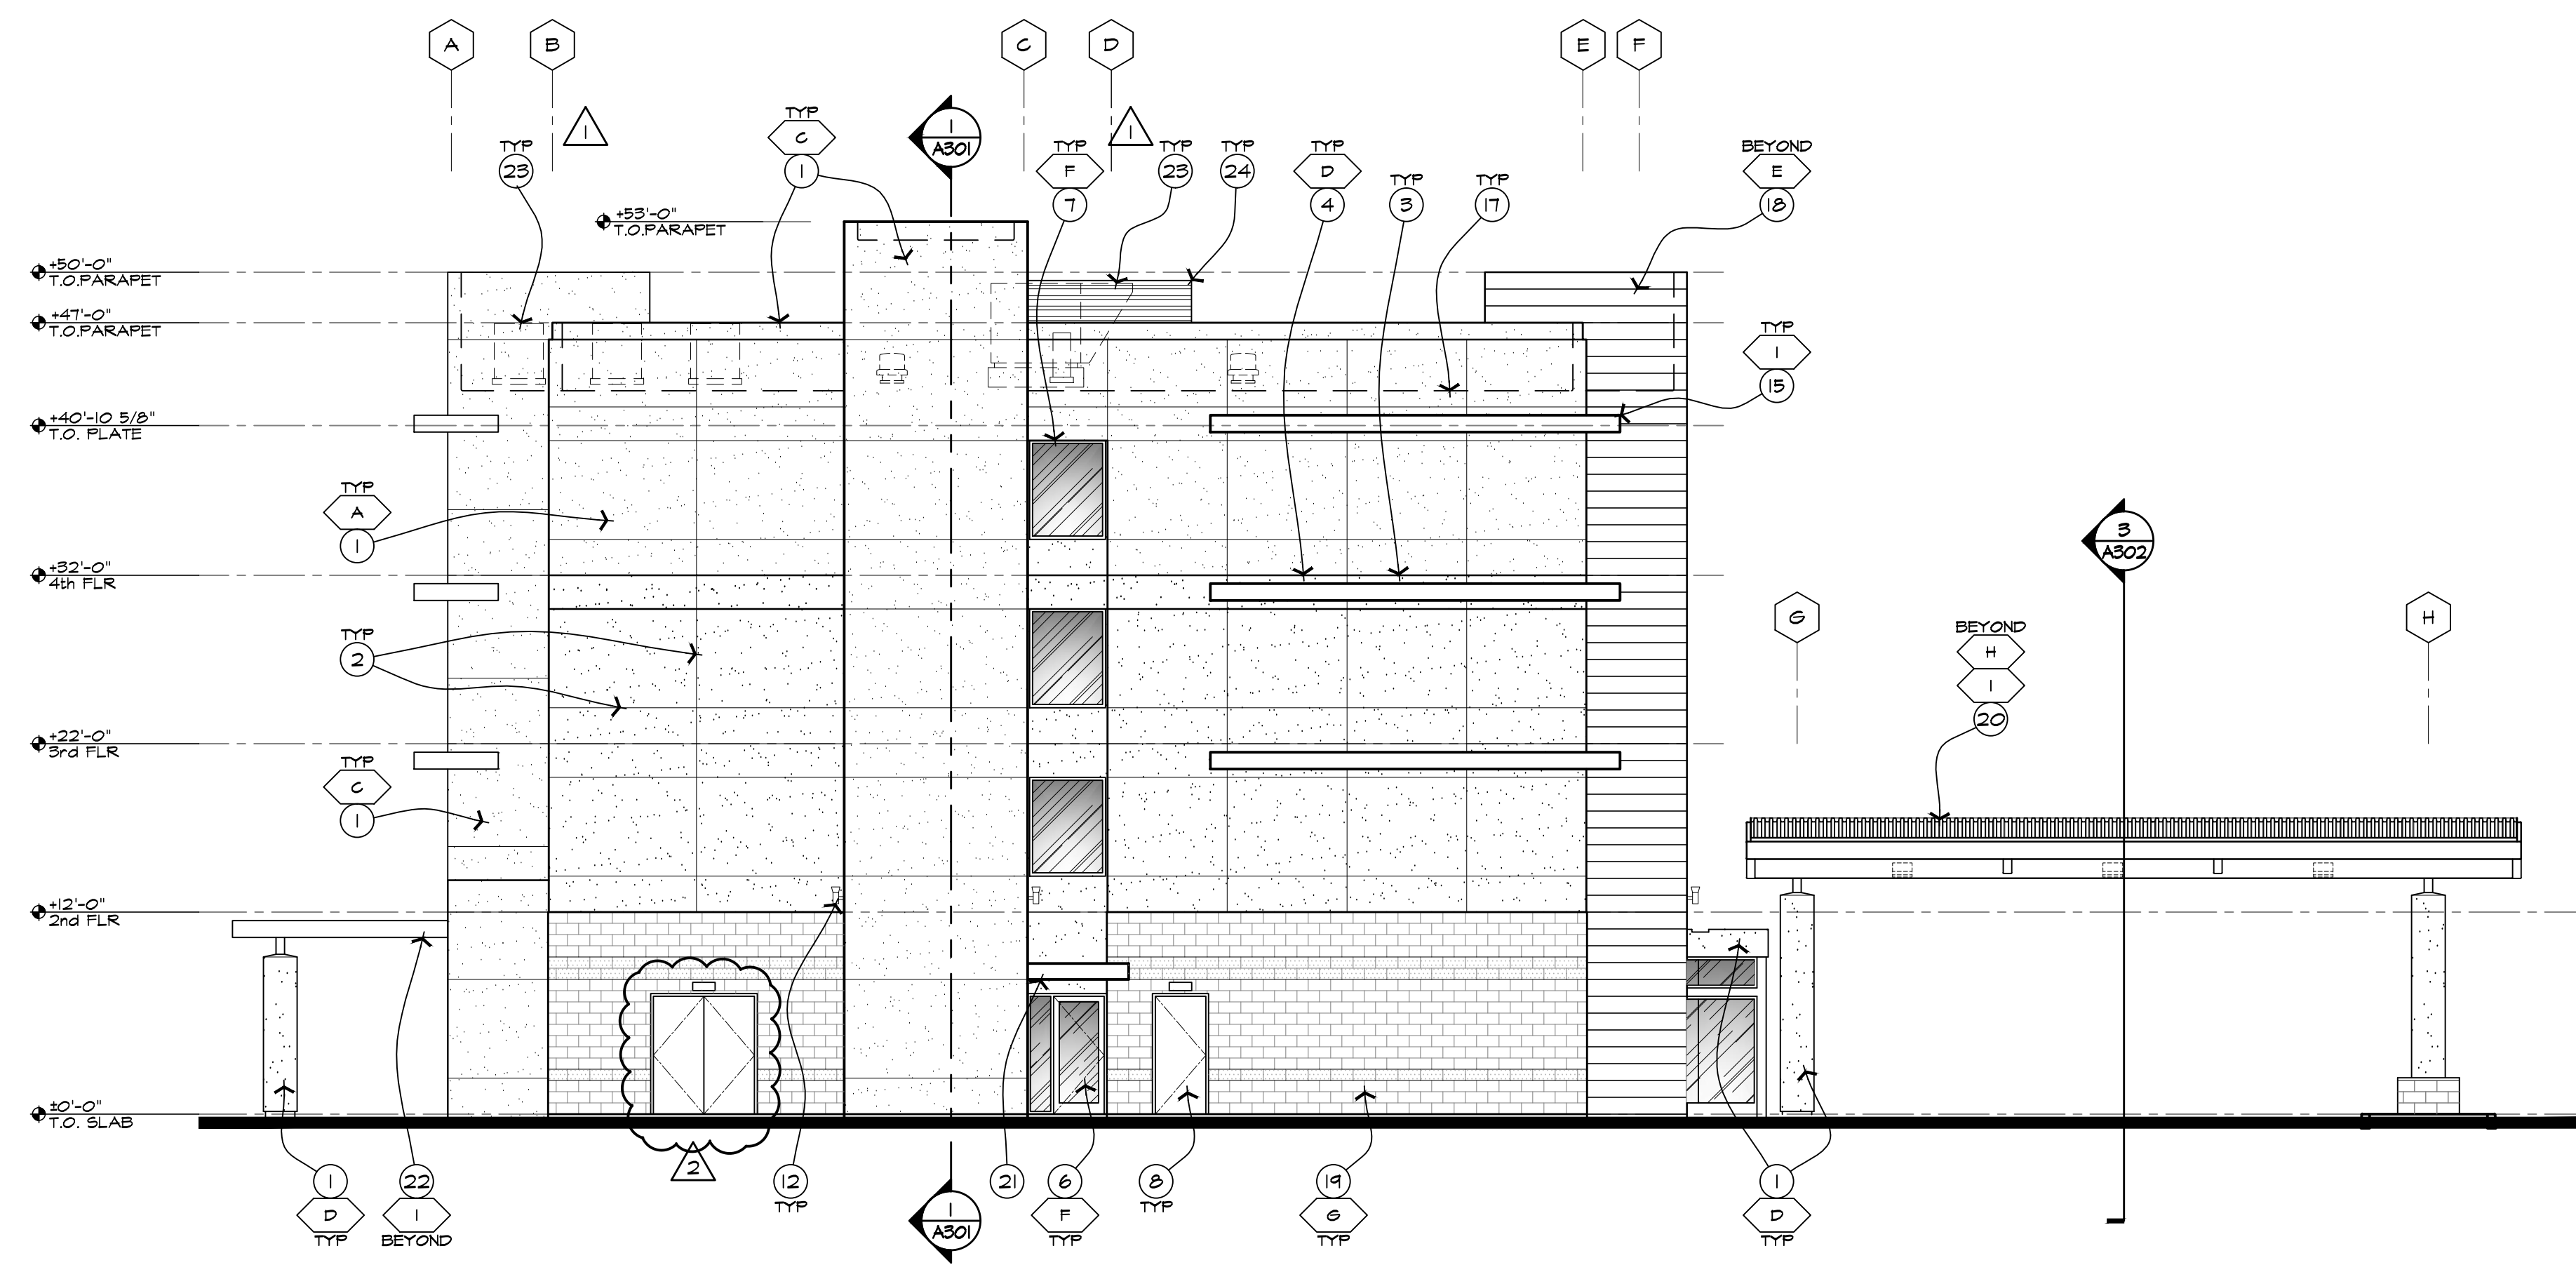 A
B
C
D
E
F
TYP
C
1
1
1
A301
TYP
23
TYP
F
7
1
TYP
23
TYP
24
TYP
D
4
TYP
3
TYP
17
BEYOND
E
18
+53'-0"
T.O.PARAPET
+50'-0"
T.O.PARAPET
+47'-0"
T.O.PARAPET
TYP
1
15
+40'-10 5/8"
T.O. PLATE
TYP
A
1
3
A302
+32'-0"
4th FLR
G
H
BEYOND
H
1
20
TYP
2
+22'-0"
3rd FLR
TYP
C
1
+12'-0"
2nd FLR
±0'-0"
T.O. SLAB
1
D
TYP
22
1
BEYOND
2
12
TYP
1
A301
21
6
F
TYP
8
TYP
19
G
TYP
1
D
TYP